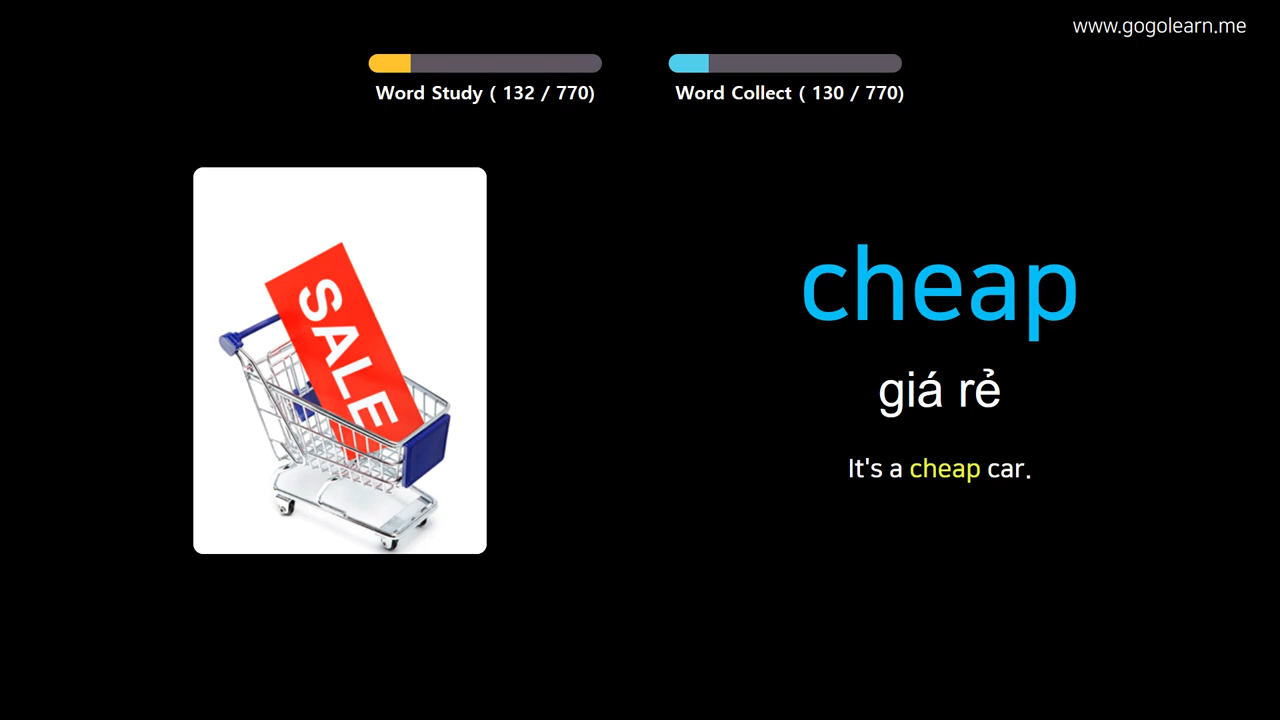 www.gogolearn.me
Word Study ( 132 / 770)
Word Collect ( 130 / 770)
SALE
cheap
giá rẻ
It's a cheap car.